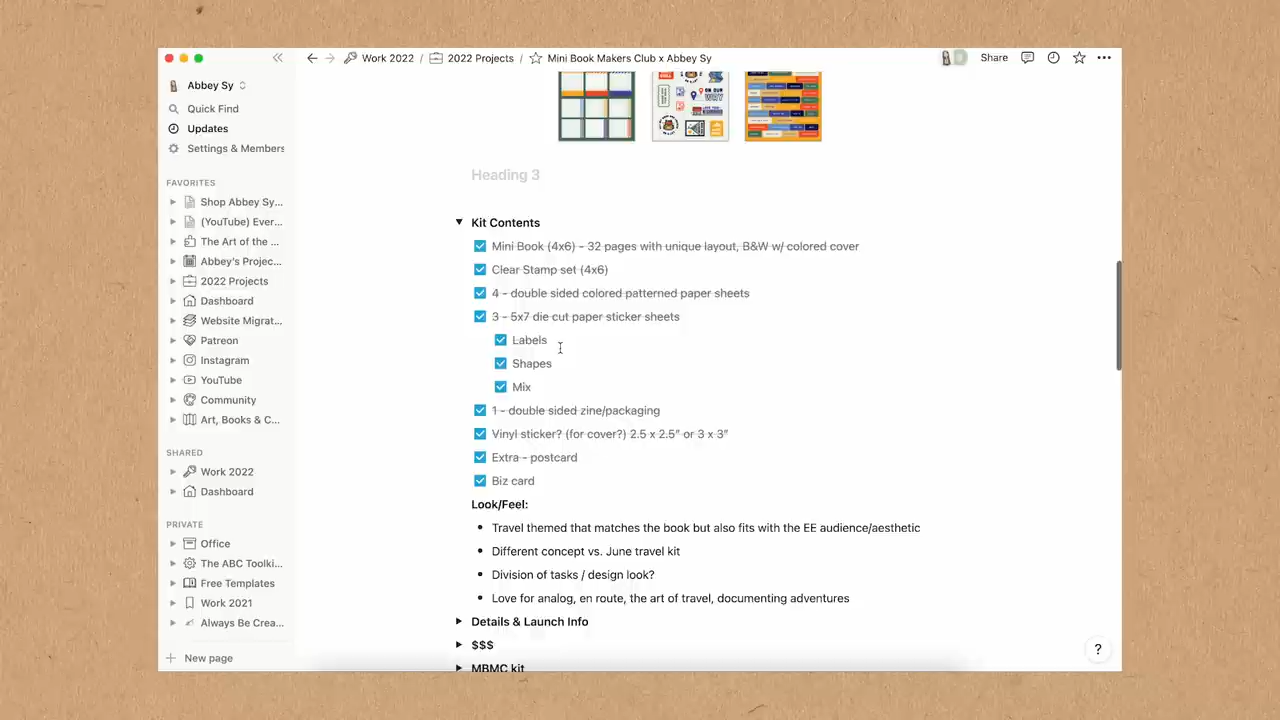 Work 2022 / 2022 Projects / Mini Book Makers Club x Abbey Sy
Share
Abbey Sy
Quick Find
Updates
Settings & Members
FAVORITES
Shop Abbey Sy...
(YouTube) Ever...
The Art of the ...
Abbey's Projec...
2022 Projects
Dashboard
Website Migrat...
Patreon
Instagram
YouTube
Community
Art, Books & C...
SHARED
Work 2022
Dashboard
PRIVATE
Office
The ABC Toolki...
Free Templates
Work 2021
Always Be Crea...
New page
ON OUR
WAY
Heading 3
Kit Contents
Mini Book (4x6) - 32 pages with unique layout, B&W w/ colored cover
Clear Stamp set (4x6)
4 - double sided colored patterned paper sheets
3 - 5x7 die cut paper sticker sheets
Labels
Shapes
Mix
1 - double sided zine/packaging
Vinyl sticker? (for cover?) 2.5 x 2.5" or 3 x 3"
Extra - postcard
Biz card
Look/Feel:
Travel themed that matches the book but also fits with the EE audience/aesthetic
Different concept vs. June travel kit
Division of tasks / design look?
Love for analog, en route, the art of travel, documenting adventures
Details & Launch Info
$$$
MBMC kit
?